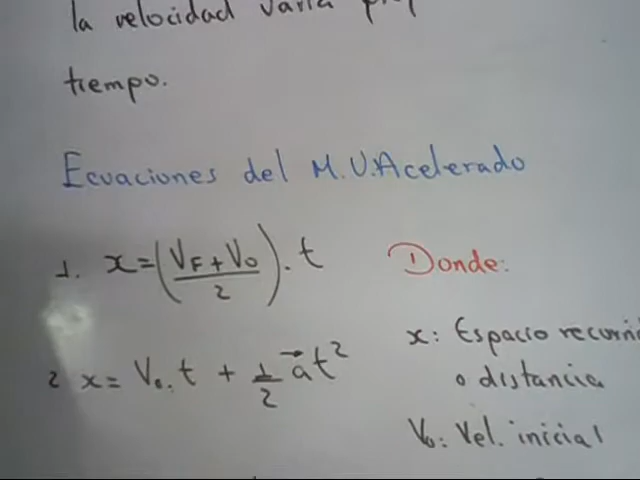 la velocidad varía
tiempo.
Ecuaciones del M.U.Acelerado
1. x=(VF+V0/2).t
Donde:
2 x= V0.t + 1/2 a⃗t²
x: Espacio
o distancia
V0: Vel. inicial